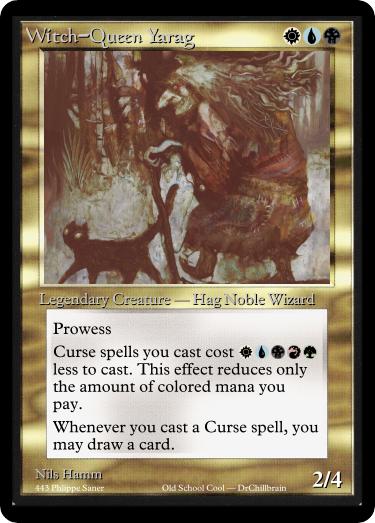 Witch-Queen Yarag
Legendary Creature — Hag Noble Wizard
Prowess
Curse spells you cast cost
less to cast. This effect reduces only
the amount of colored mana you
pay.
Whenever you cast a Curse spell, you
may draw a card.
Nils Hamm
443 Philppe Saner
Old School Cool — DrChillbrain
2/4